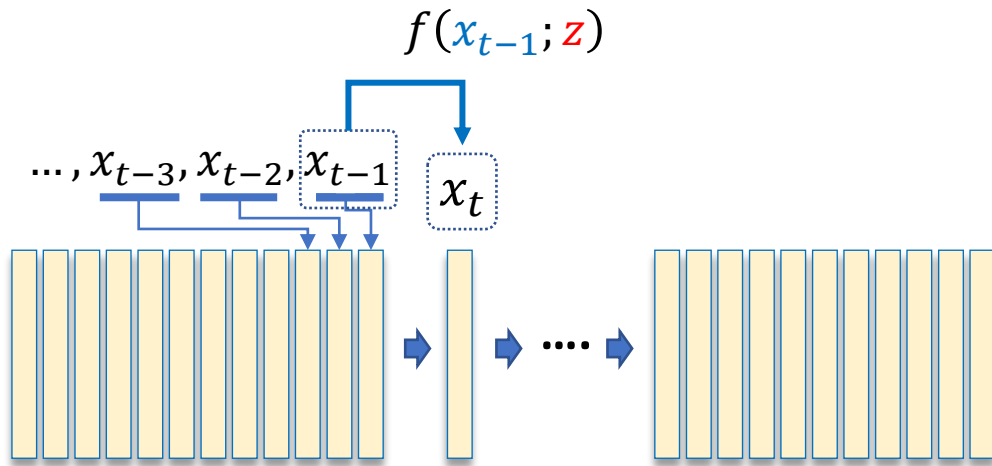 f(x_{t−1}; z)
..., x_{t−3}, x_{t−2}, x_{t−1}
x_t
.....